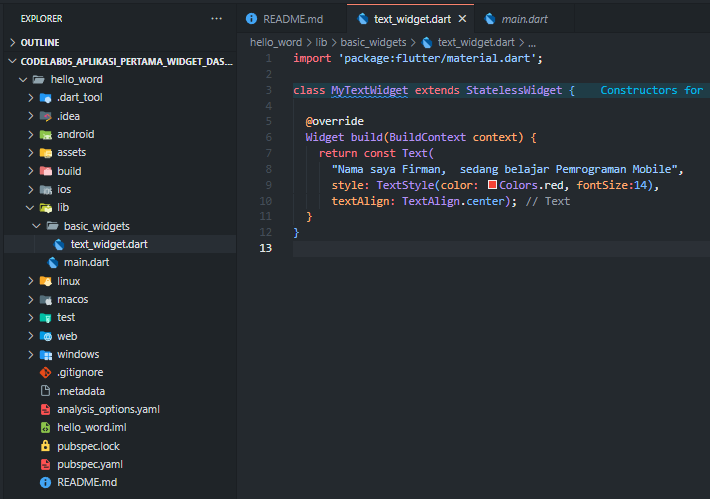 EXPLORER
...
OUTLINE
CODELAB05_APLIKASI_PERTAMA_WIDGET_DAS...
hello_word
.dart_tool
.idea
android
assets
build
ios
lib
basic_widgets
text_widget.dart
main.dart
linux
macos
test
web
windows
.gitignore
.metadata
analysis_options.yaml
hello_word.iml
pubspec.lock
pubspec.yaml
README.md
README.md text_widget.dart main.dart
hello_word > lib > basic_widgets > text_widget.dart > ...
1 import 'package:flutter/material.dart';
2
3 class MyTextWidget extends StatelessWidget { Constructors for
4
5 @override
6 Widget build(BuildContext context) {
7 return const Text(
8 "Nama saya Firman,  sedang belajar Pemrograman Mobile",
9 style: TextStyle(color: Colors.red, fontSize:14),
10 textAlign: TextAlign.center); // Text
11 }
12 }
13